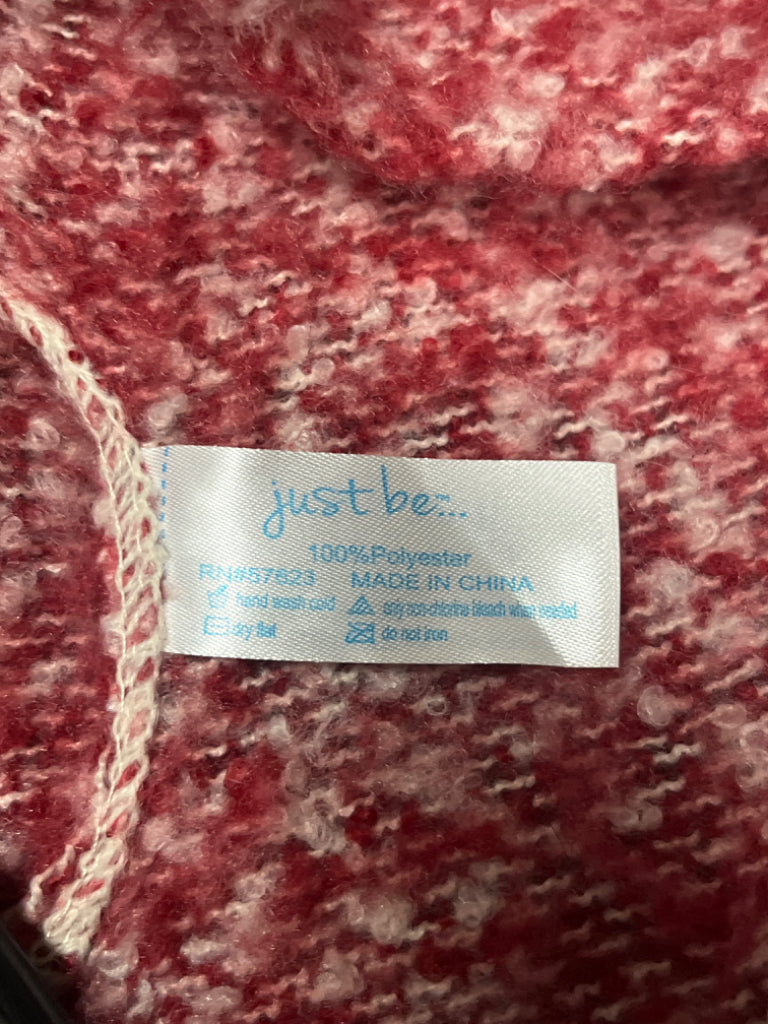 just be...
100%Polyester
RN#57623 MADE IN CHINA
hand wash cold only non-chlorine bleach when needed
dry flat do not iron